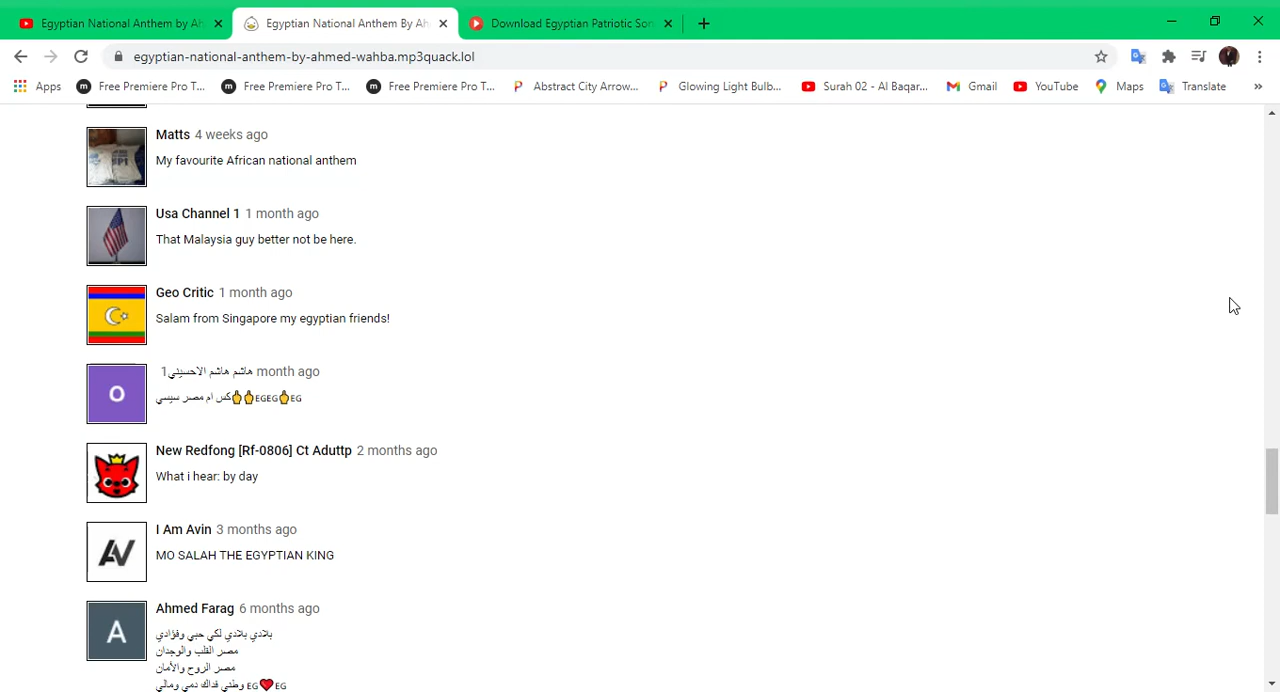 Egyptian National Anthem by Ah
Egyptian National Anthem By Ah
Download Egyptian Patriotic Son
egyptian-national-anthem-by-ahmed-wahba.mp3quack.lol
Apps
Free Premiere Pro T...
Free Premiere Pro T...
Free Premiere Pro T...
Abstract City Arrow...
Glowing Light Bulb...
Surah 02 - Al Baqar...
Gmail
YouTube
Maps
Translate
Matts 4 weeks ago
My favourite African national anthem
Usa Channel 1 1 month ago
That Malaysia guy better not be here.
Geo Critic 1 month ago
Salam from Singapore my egyptian friends!
هاشم هاشم الاحسيني1 month ago
O
كس ام مصر سيسي🖕🖕EGEG🖕EG
New Redfong [Rf-0806] Ct Aduttp 2 months ago
What i hear: by day
I Am Avin 3 months ago
AV
MO SALAH THE EGYPTIAN KING
Ahmed Farag 6 months ago
A
بلادي بلادي لكي حبي وفؤادي
مصر القلب والوجدان
مصر الروح والأمان
وطني فداك دمي ومالي EG❤️EG